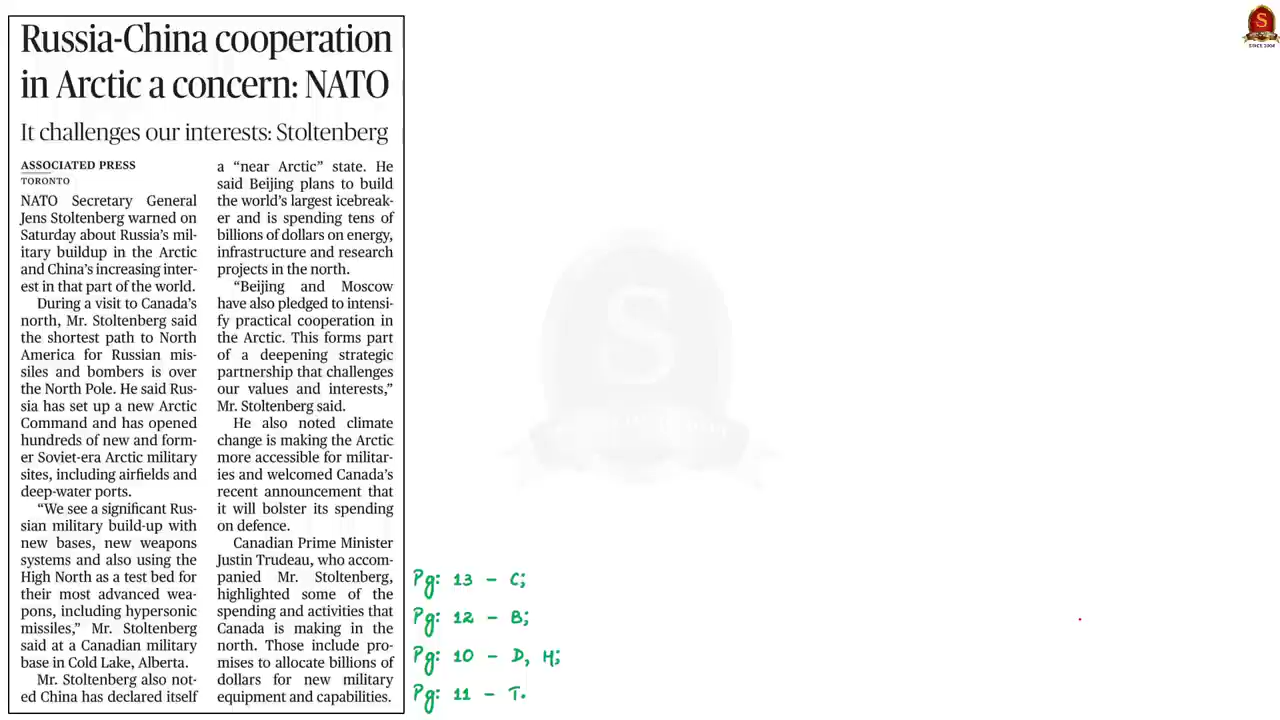 Russia-China cooperation
in Arctic a concern: NATO
It challenges our interests: Stoltenberg
ASSOCIATED PRESS
TORONTO
NATO Secretary General
Jens Stoltenberg warned on
Saturday about Russia's mil-
itary buildup in the Arctic
and China's increasing inter-
est in that part of the world.
During a visit to Canada's
north, Mr. Stoltenberg said
the shortest path to North
America for Russian mis-
siles and bombers is over
the North Pole. He said Rus-
sia has set up a new Arctic
Command and has opened
hundreds of new and form-
er Soviet-era Arctic military
sites, including airfields and
deep-water ports.
"We see a significant Rus-
sian military build-up with
new bases, new weapons
systems and also using the
High North as a test bed for
their most advanced wea-
pons, including hypersonic
missiles," Mr. Stoltenberg
said at a Canadian military
base in Cold Lake, Alberta.
Mr. Stoltenberg also not-
ed China has declared itself
a "near Arctic" state. He
said Beijing plans to build
the world's largest icebreak-
er and is spending tens of
billions of dollars on energy,
infrastructure and research
projects in the north.
"Beijing and Moscow
have also pledged to intensi-
fy practical cooperation in
the Arctic. This forms part
of a deepening strategic
partnership that challenges
our values and interests,"
Mr. Stoltenberg said.
He also noted climate
change is making the Arctic
more accessible for militar-
ies and welcomed Canada's
recent announcement that
it will bolster its spending
on defence.
Canadian Prime Minister
Justin Trudeau, who accom-
panied Mr. Stoltenberg,
highlighted some of the
spending and activities that
Canada is making in the
north. Those include pro-
mises to allocate billions of
dollars for new military
equipment and capabilities.
Pg: 13 - C;
Pg: 12 - B;
Pg: 10 - D, H;
Pg: 11 - T.
S
SINCE 2004
S